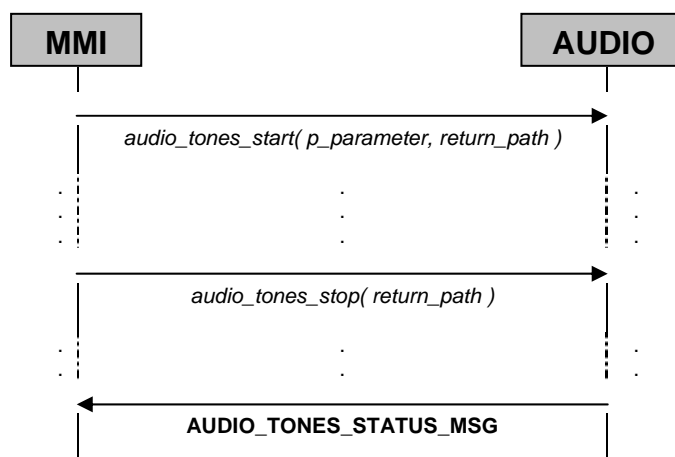 MMI
AUDIO
audio_tones_start( p_parameter, return_path )
audio_tones_stop( return_path )
AUDIO_TONES_STATUS_MSG